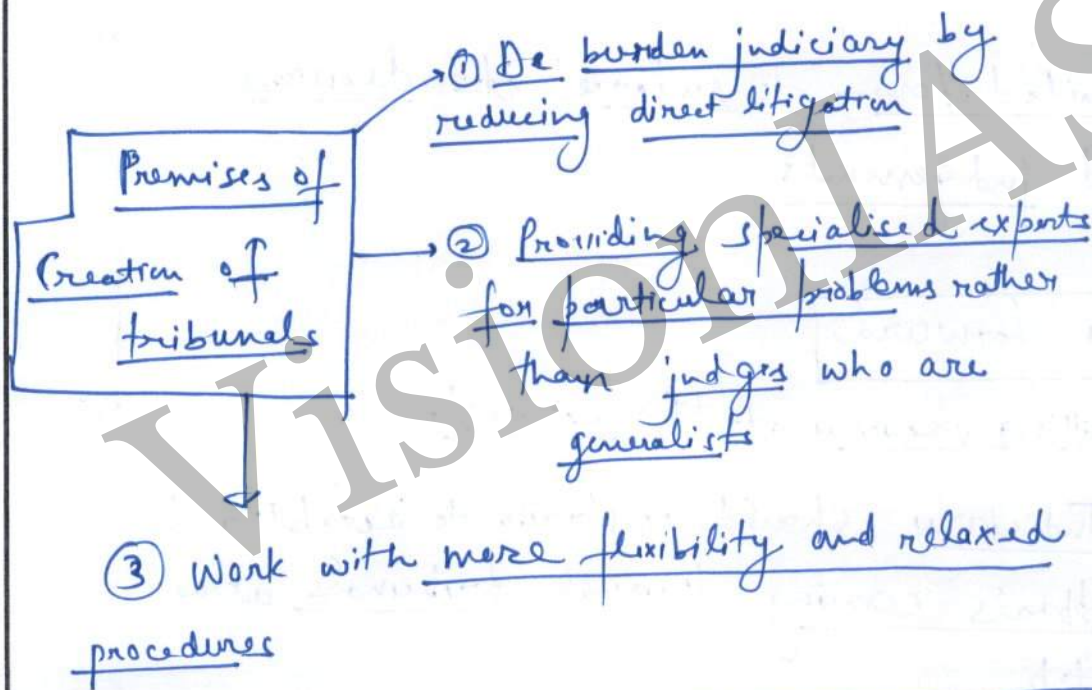 ① De burden judiciary by
reducing direct litigation
Premises of
Creation of
tribunals
② Providing specialised experts
for particular problems rather
than judges who are
generalists
③ Work with more flexibility and relaxed
procedures
VisionIAS